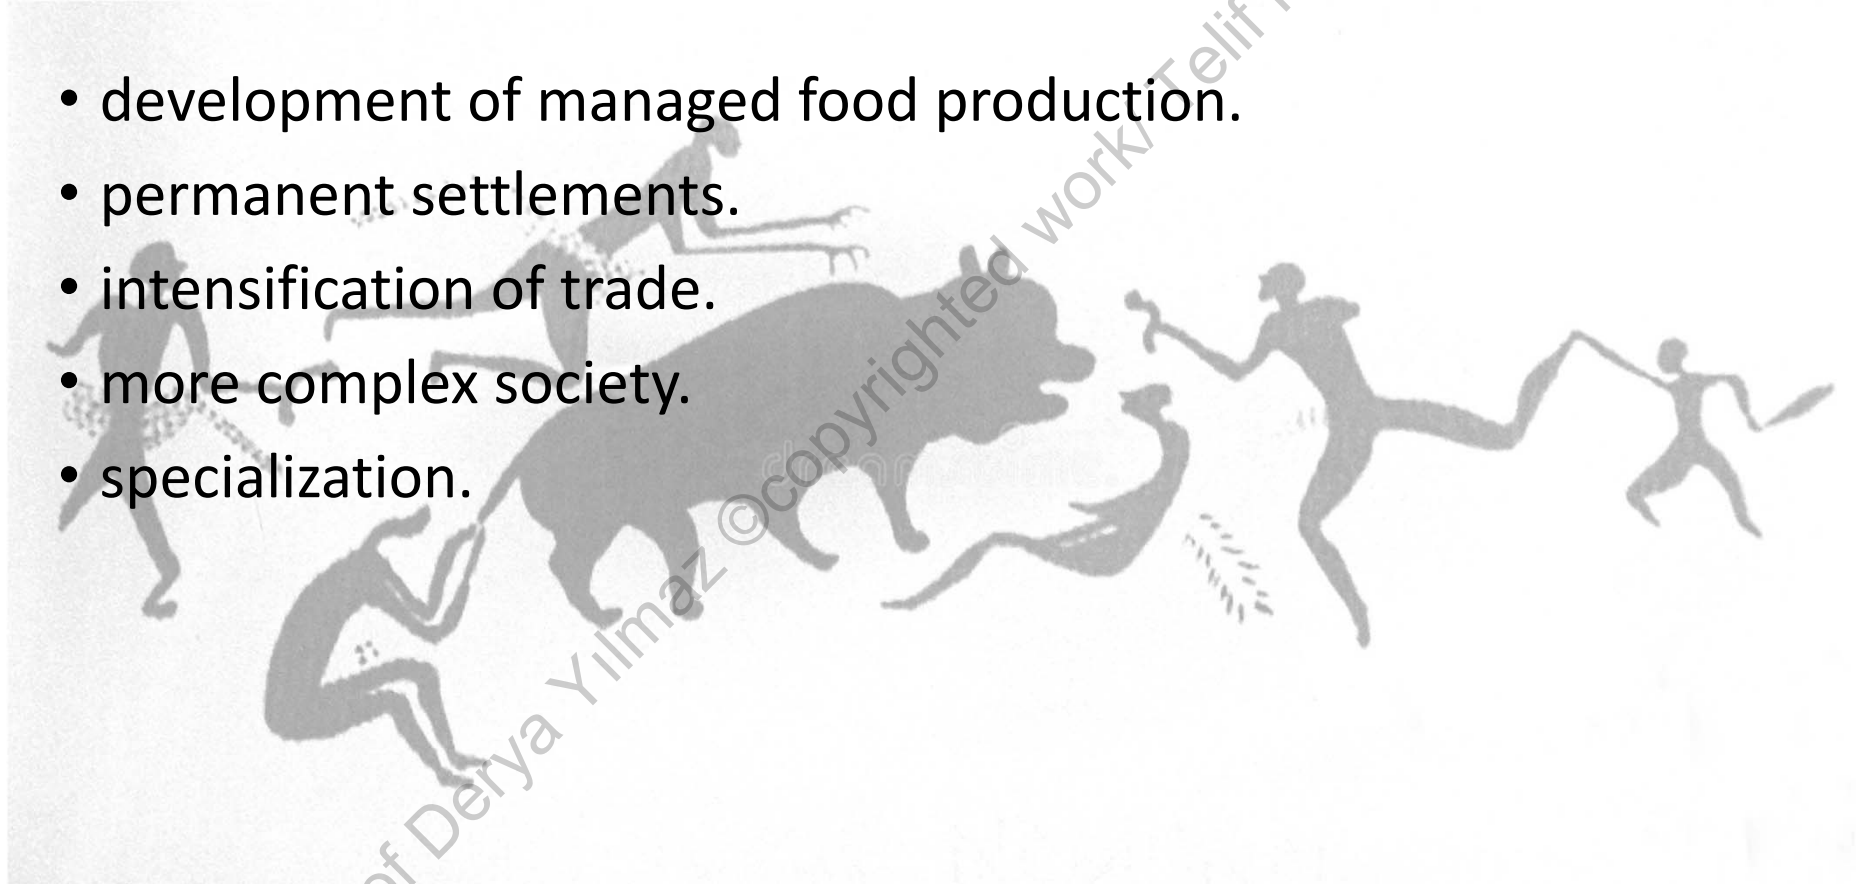 • development of managed food production.
• permanent settlements.
• intensification of trade.
• more complex society.
• specialization.
of Derya Yılmaz ©copyrighted work/ Telif